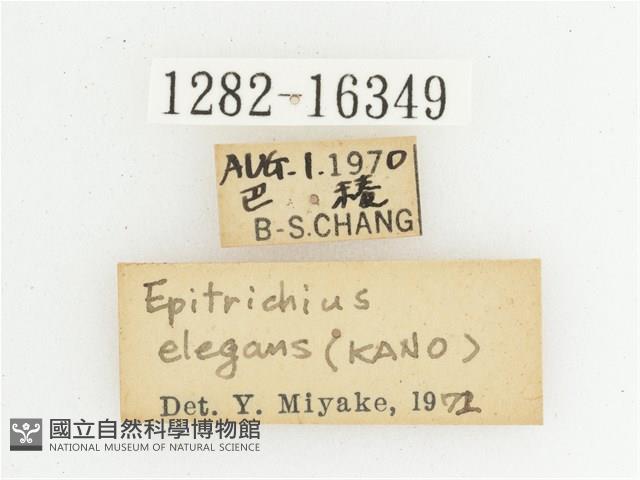 1282-16349
AUG. 1. 1970
巴 稜
B-S.CHANG
Epitrichius
elegans (KANO)
Det. Y. Miyake, 1972
國立自然科學博物館
NATIONAL MUSEUM OF NATURAL SCIENCE